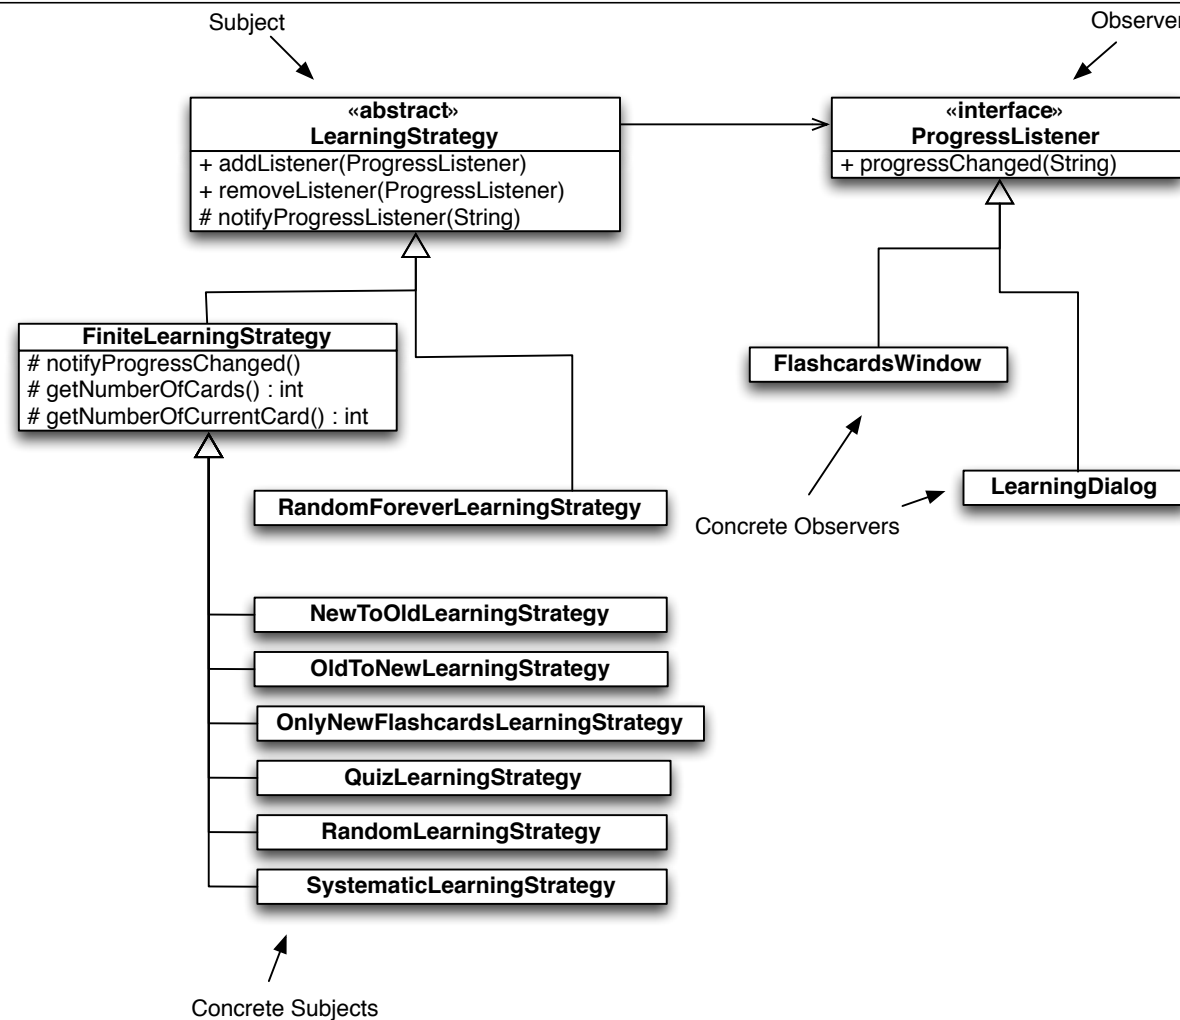 Subject
Observer
«abstract»
LearningStrategy
+ addListener(ProgressListener)
+ removeListener(ProgressListener)
# notifyProgressListener(String)
«interface»
ProgressListener
+ progressChanged(String)
FiniteLearningStrategy
# notifyProgressChanged()
# getNumberOfCards() : int
# getNumberOfCurrentCard() : int
FlashcardsWindow
LearningDialog
RandomForeverLearningStrategy
Concrete Observers
NewToOldLearningStrategy
OldToNewLearningStrategy
OnlyNewFlashcardsLearningStrategy
QuizLearningStrategy
RandomLearningStrategy
SystematicLearningStrategy
Concrete Subjects